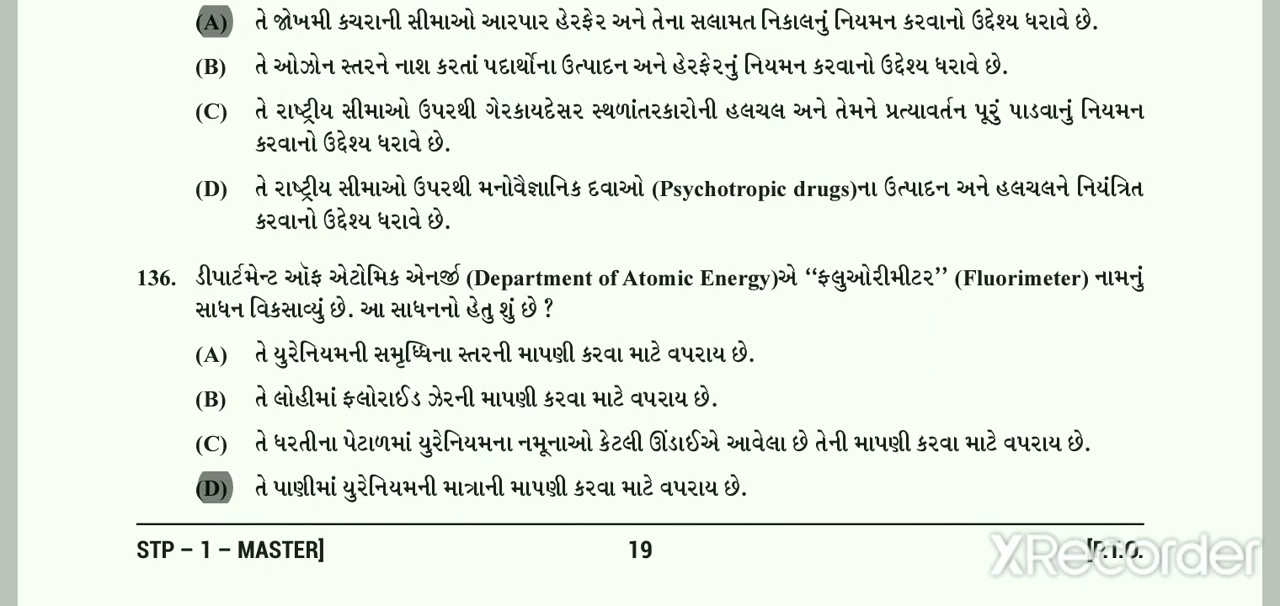 (A) તે જોખમી કચરાની સીમાઓ આરપાર હેરફેર અને તેના સલામત નિકાલનું નિયમન કરવાનો ઉદ્દેશ્ય ધરાવે છે.
(B) તે ઓઝોન સ્તરને નાશ કરતાં પદાર્થોના ઉત્પાદન અને હેરફેરનું નિયમન કરવાનો ઉદ્દેશ્ય ધરાવે છે.
(C) તે રાષ્ટ્રીય સીમાઓ ઉપરથી ગેરકાયદેસર સ્થળાંતરકારોની હલચલ અને તેમને પ્રત્યાવર્તન પૂરું પાડવાનું નિયમન
કરવાનો ઉદ્દેશ્ય ધરાવે છે.
(D) તે રાષ્ટ્રીય સીમાઓ ઉપરથી મનોવૈજ્ઞાનિક દવાઓ (Psychotropic drugs)ના ઉત્પાદન અને હલચલને નિયંત્રિત
કરવાનો ઉદ્દેશ્ય ધરાવે છે.
136. ડીપાર્ટમેન્ટ ઑફ એટોમિક એનર્જી (Department of Atomic Energy)એ ‘‘ફ્લુઓરીમીટર’’ (Fluorimeter) નામનું
સાધન વિકસાવ્યું છે. આ સાધનનો હેતુ શું છે ?
(A) તે યુરેનિયમની સમૃધ્ધિના સ્તરની માપણી કરવા માટે વપરાય છે.
(B) તે લોહીમાં ફ્લોરાઈડ ઝેરની માપણી કરવા માટે વપરાય છે.
(C) તે ધરતીના પેટાળમાં યુરેનિયમના નમૂનાઓ કેટલી ઊંડાઈએ આવેલા છે તેની માપણી કરવા માટે વપરાય છે.
(D) તે પાણીમાં યુરેનિયમની માત્રાની માપણી કરવા માટે વપરાય છે.
STP – 1 – MASTER] 19 [P.T.O.
XRecorder